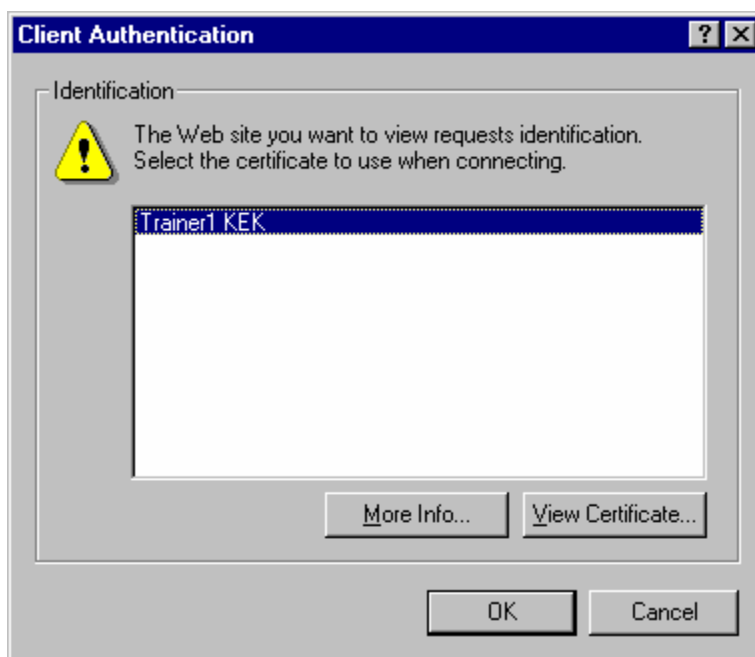 Client Authentication
Identification
The Web site you want to view requests identification.
Select the certificate to use when connecting.
Trainer1 KEK
More Info... View Certificate...
OK Cancel